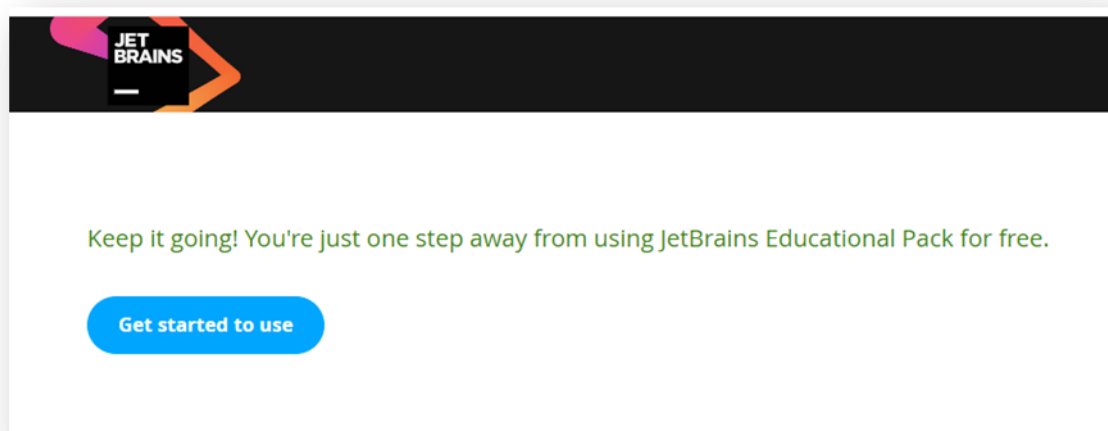 JET
BRAINS
Keep it going! You're just one step away from using JetBrains Educational Pack for free.
Get started to use